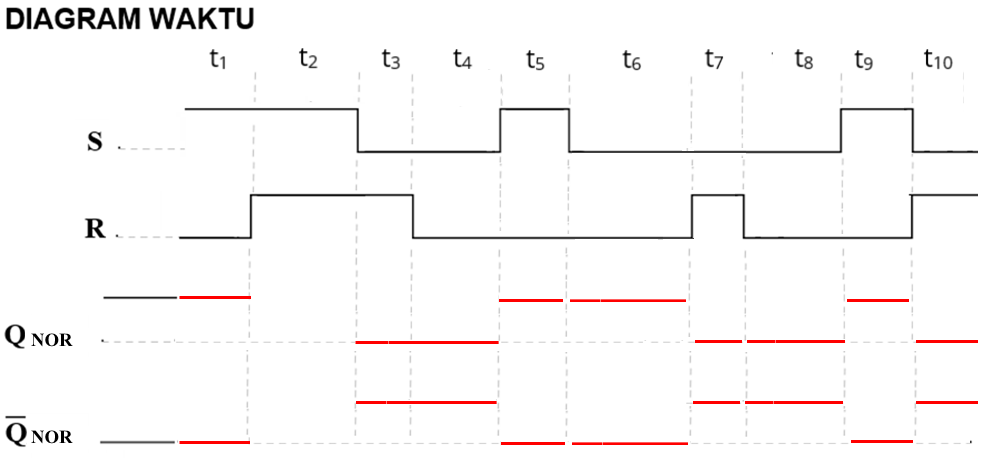 DIAGRAM WAKTU
t₁ t₂ t₃ t₄ t₅ t₆ t₇ t₈ t₉ t₁₀
S
R
Q NOR
Q̅ NOR